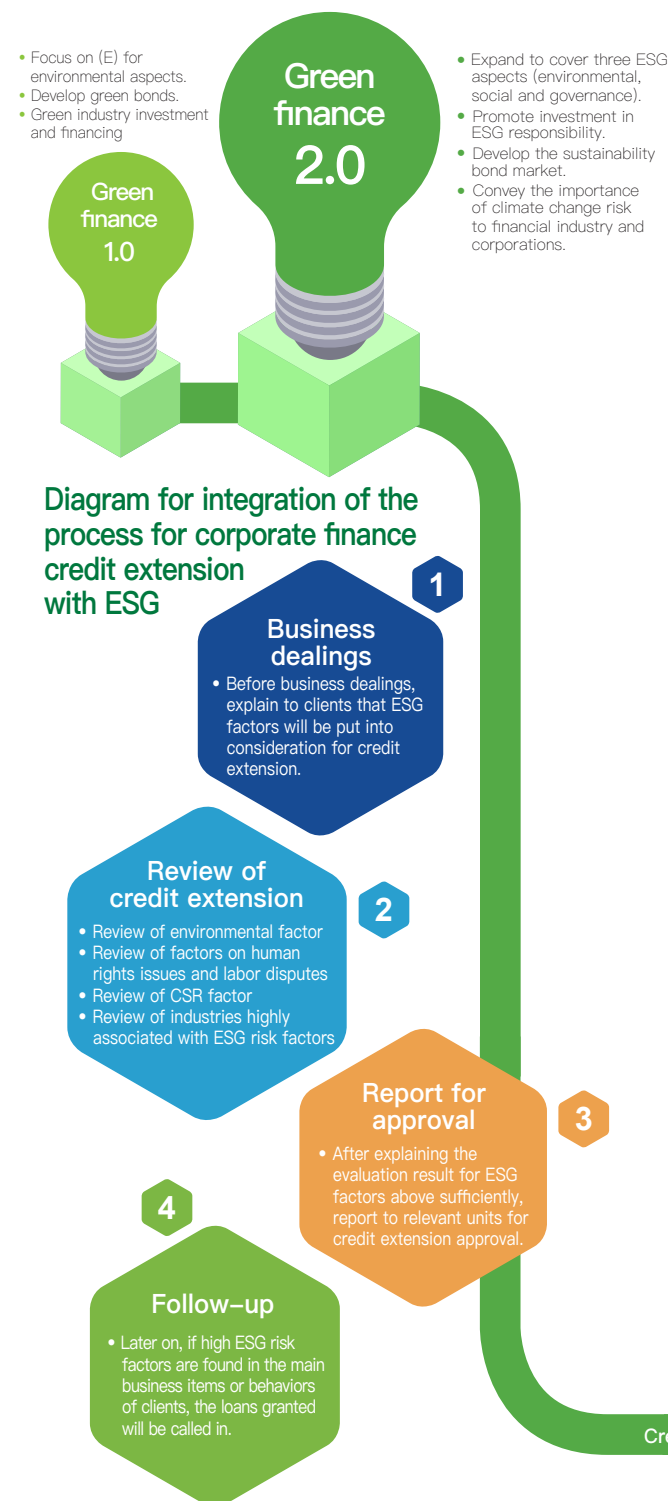 • Focus on (E) for
environmental aspects.
• Develop green bonds.
• Green industry investment
and financing
Green
finance
1.0
Green
finance
2.0
• Expand to cover three ESG
aspects (environmental,
social and governance).
• Promote investment in
ESG responsibility.
• Develop the sustainability
bond market.
• Convey the importance
of climate change risk
to financial industry and
corporations.
Diagram for integration of the
process for corporate finance
credit extension
with ESG
1
Business
dealings
• Before business dealings,
explain to clients that ESG
factors will be put into
consideration for credit
extension.
2
Review of
credit extension
• Review of environmental factor
• Review of factors on human
rights issues and labor disputes
• Review of CSR factor
• Review of industries highly
associated with ESG risk factors
3
Report for
approval
• After explaining the
evaluation result for ESG
factors above sufficiently,
report to relevant units for
credit extension approval.
4
Follow-up
• Later on, if high ESG risk
factors are found in the main
business items or behaviors
of clients, the loans granted
will be called in.